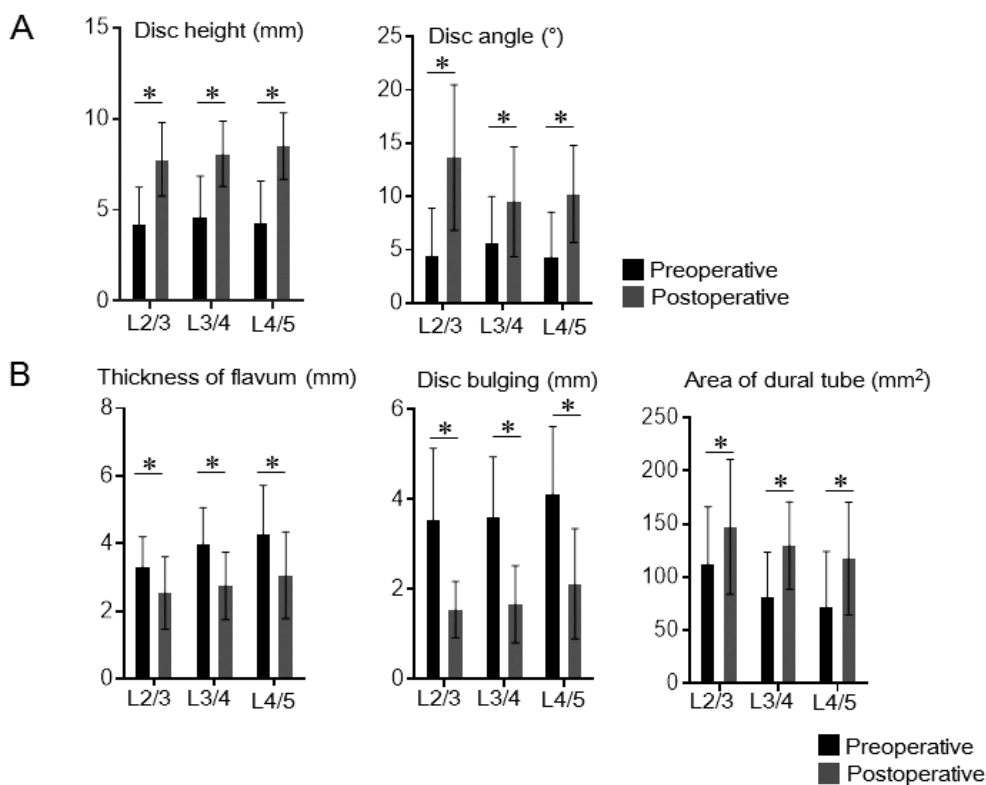 A
Disc height (mm)
15
10
5
0
* * *
L2/3 L3/4 L4/5
Disc angle (°)
25
20
15
10
5
0
* * *
L2/3 L3/4 L4/5
Preoperative
Postoperative
B
Thickness of flavum (mm)
8
6
4
2
0
* * *
L2/3 L3/4 L4/5
Disc bulging (mm)
6
4
2
0
* * *
L2/3 L3/4 L4/5
Area of dural tube (mm²)
250
200
150
100
50
0
* * *
L2/3 L3/4 L4/5
Preoperative
Postoperative